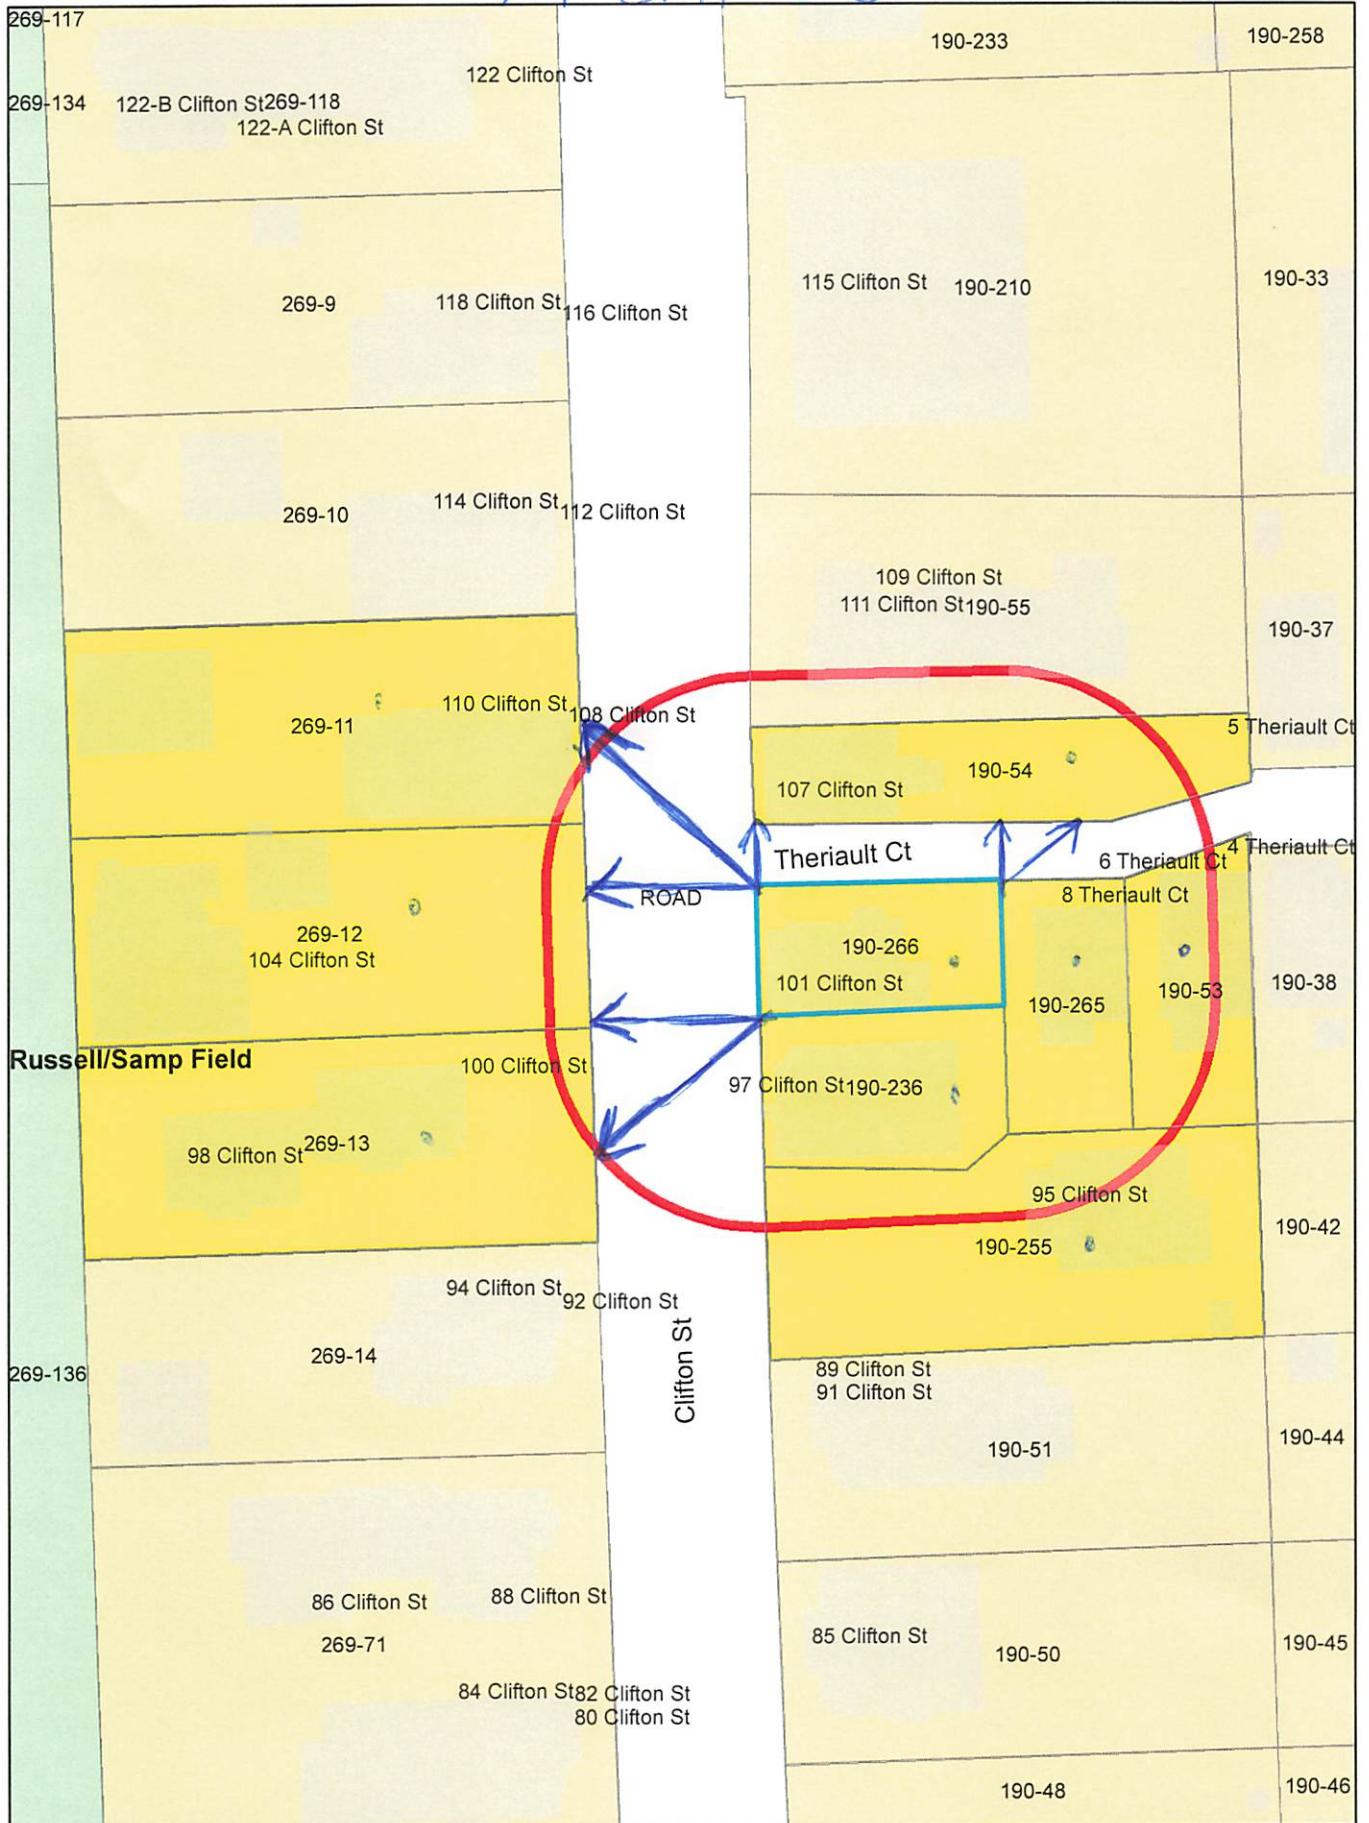 269-117
190-233
190-258
122 Clifton St
269-134
122-B Clifton St 269-118
122-A Clifton St
269-9
118 Clifton St
116 Clifton St
115 Clifton St
190-210
190-33
269-10
114 Clifton St
112 Clifton St
109 Clifton St
111 Clifton St 190-55
190-37
269-11
110 Clifton St
108 Clifton St
5 Theriault Ct
107 Clifton St
190-54
Theriault Ct
6 Theriault Ct
4 Theriault Ct
8 Theriault Ct
ROAD
269-12
104 Clifton St
190-266
101 Clifton St
190-265
190-53
190-38
Russell/Samp Field
100 Clifton St
97 Clifton St 190-236
98 Clifton St 269-13
95 Clifton St
190-255
190-42
94 Clifton St
92 Clifton St
Clifton St
269-14
269-136
89 Clifton St
91 Clifton St
190-51
190-44
86 Clifton St
88 Clifton St
269-71
85 Clifton St
190-50
190-45
84 Clifton St
82 Clifton St
80 Clifton St
190-48
190-46